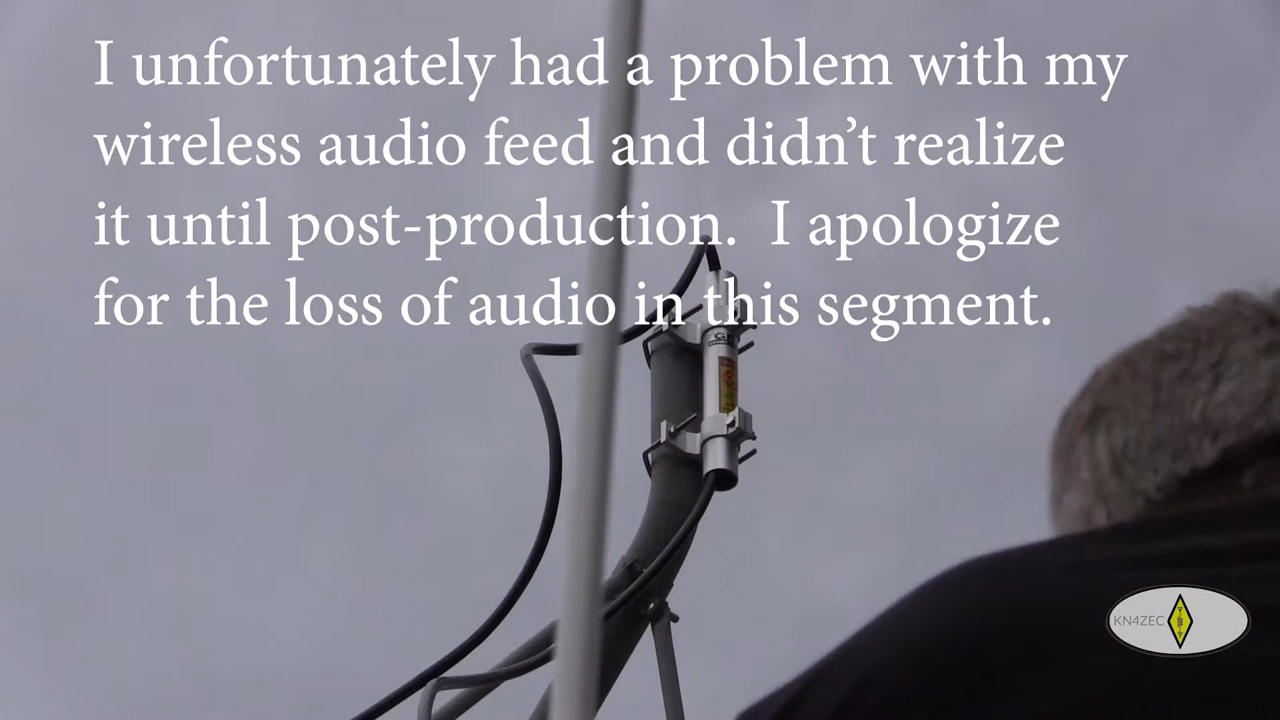 I unfortunately had a problem with my
wireless audio feed and didn’t realize
it until post-production.  I apologize
for the loss of audio in this segment.
KN4ZEC